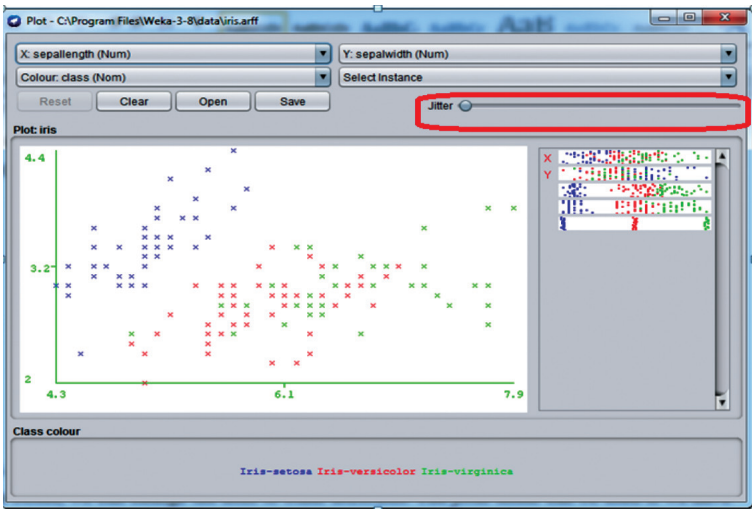 Plot - C:\Program Files\Weka-3-8\data\iris.arff
X: sepallength (Num) Y: sepalwidth (Num)
Colour: class (Nom) Select Instance
Reset Clear Open Save Jitter
Plot: iris
4.4
3.2
2
4.3 6.1 7.9
X
Y
Class colour
Iris-setosa Iris-versicolor Iris-virginica